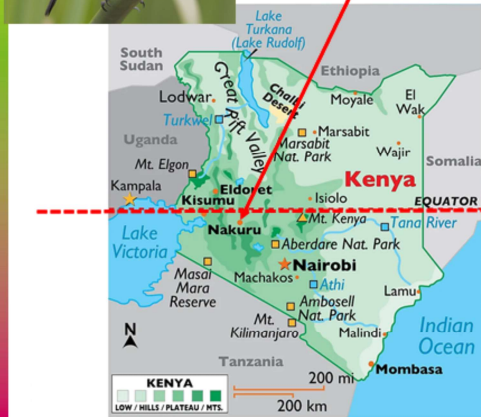 Lake
Turkana
(Lake Rudolf)
South
Sudan
Ethiopia
Great Rift Valley
Chalbi
Desert
Lodwar
Moyale
El
Wak
Turkwel
Marsabit
Marsabit
Nat. Park
Uganda
Wajir
Somalia
Mt. Elgon
Kenya
Kampala
Eldoret
Isiolo
Kisumu
EQUATOR
Mt. Kenya
Tana River
Nakuru
Lake
Victoria
Aberdare Nat. Park
Nairobi
Masai
Mara
Reserve
Machakos
Athi
Lamu
Ambosell
Nat. Park
N
Mt.
Kilimanjaro
Malindi
Indian
Ocean
Tanzania
Mombasa
KENYA
LOW / HILLS / PLATEAU / MTS.
200 mi
200 km